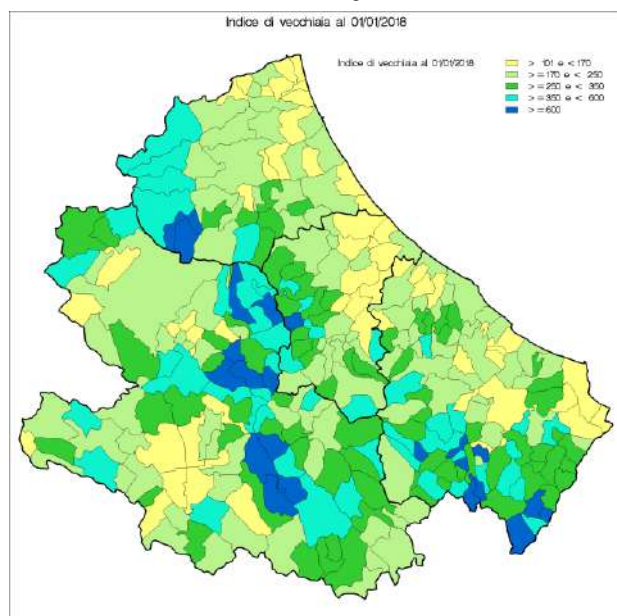 Indice di vecchiaia al 01/01/2018
Indice di vecchiaia al 01/01/2018
> 101 e <170
>=170 e < 250
>=250 e < 350
>=350 e < 600
>=600